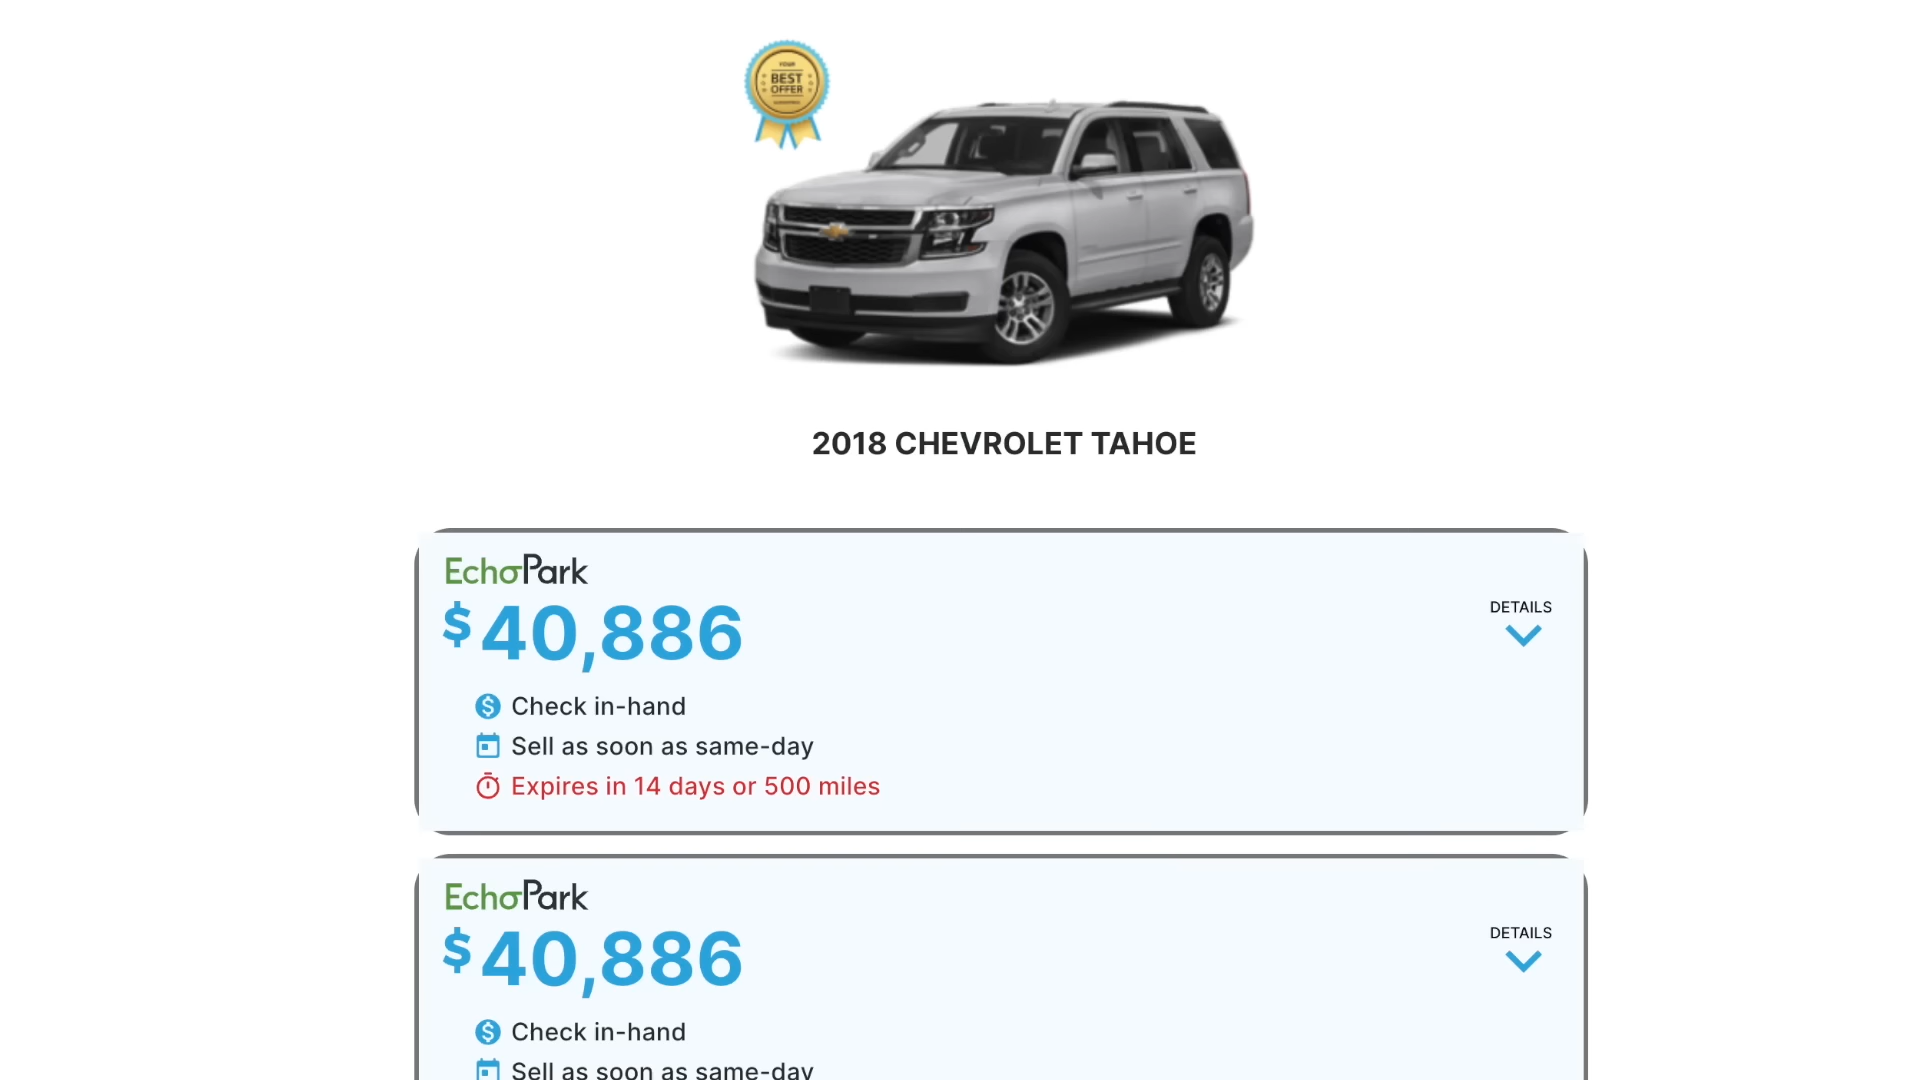 YOUR
BEST
OFFER
2018 CHEVROLET TAHOE
EchoPark
$40,886
DETAILS
Check in-hand
Sell as soon as same-day
Expires in 14 days or 500 miles
EchoPark
$40,886
DETAILS
Check in-hand
Sell as soon as same-day